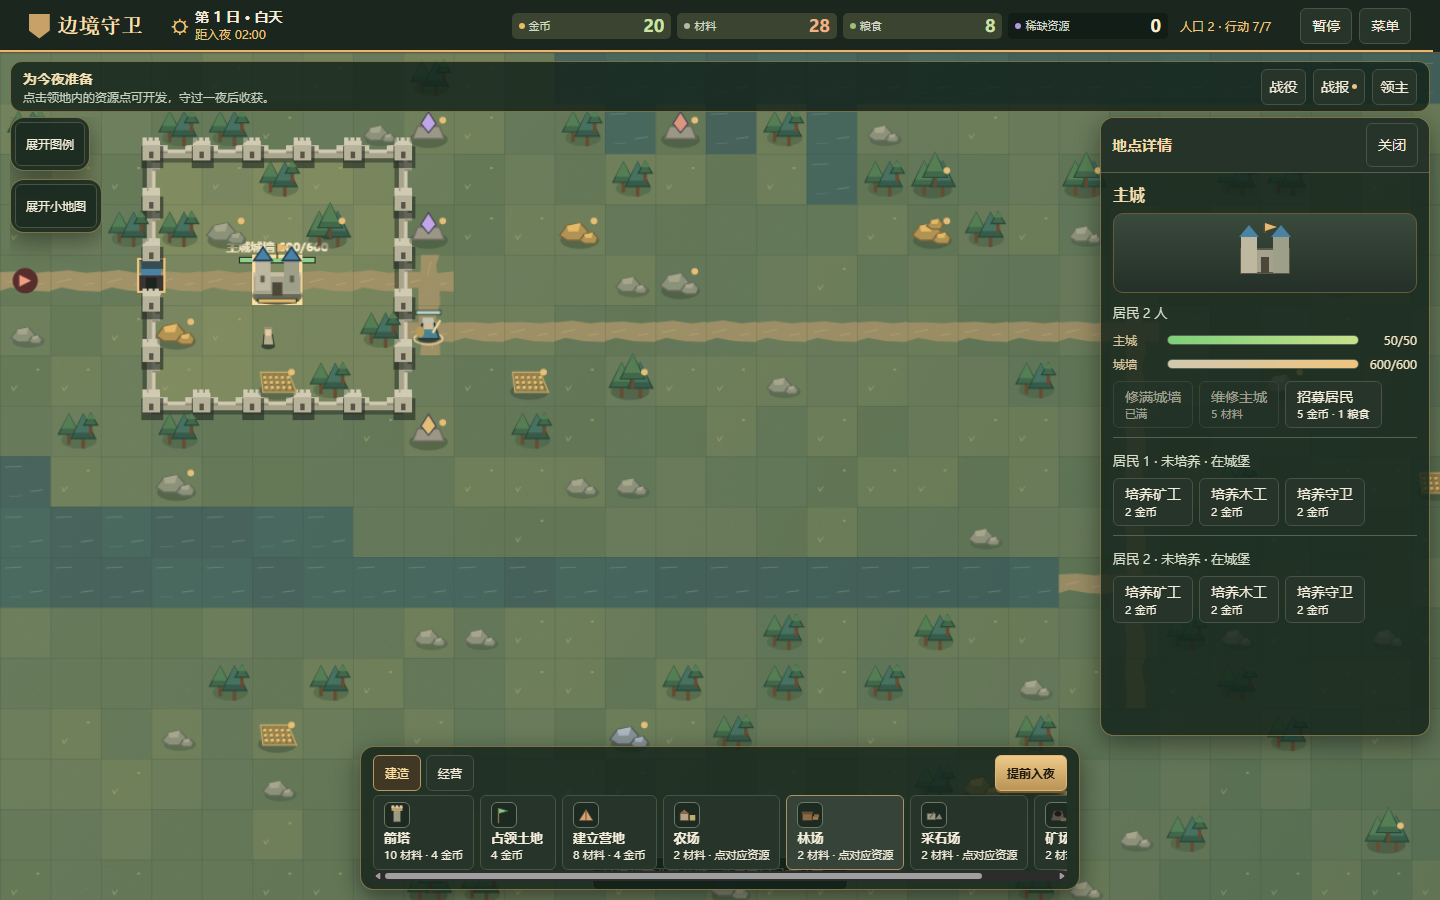 边境守卫
第 1 日 • 白天
距入夜 02:00
金币 20
材料 28
粮食 8
稀缺资源 0
人口 2 · 行动 7/7
暂停
菜单
为今夜准备
点击领地内的资源点可开发，守过一夜后收获。
战役
战报
领主
展开图例
展开小地图
主城城墙 600/600
地点详情
关闭
主城
居民 2 人
主城 50/50
城墙 600/600
修满城墙
已满
维修主城
5 材料
招募居民
5 金币 · 1 粮食
居民 1 · 未培养 · 在城堡
培养矿工
2 金币
培养木工
2 金币
培养守卫
2 金币
居民 2 · 未培养 · 在城堡
培养矿工
2 金币
培养木工
2 金币
培养守卫
2 金币
建造
经营
提前入夜
箭塔
10 材料 · 4 金币
占领土地
4 金币
建立营地
8 材料 · 4 金币
农场
2 材料 · 点对应资源
林场
2 材料 · 点对应资源
采石场
2 材料 · 点对应资源
矿场
2 材